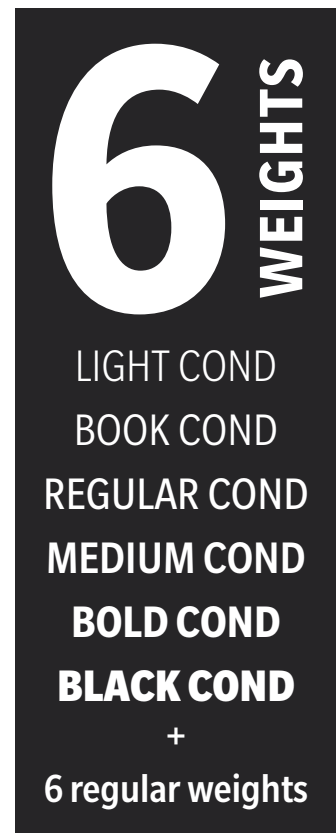 6
WEIGHTS
LIGHT COND
BOOK COND
REGULAR COND
MEDIUM COND
BOLD COND
BLACK COND
+
6 regular weights